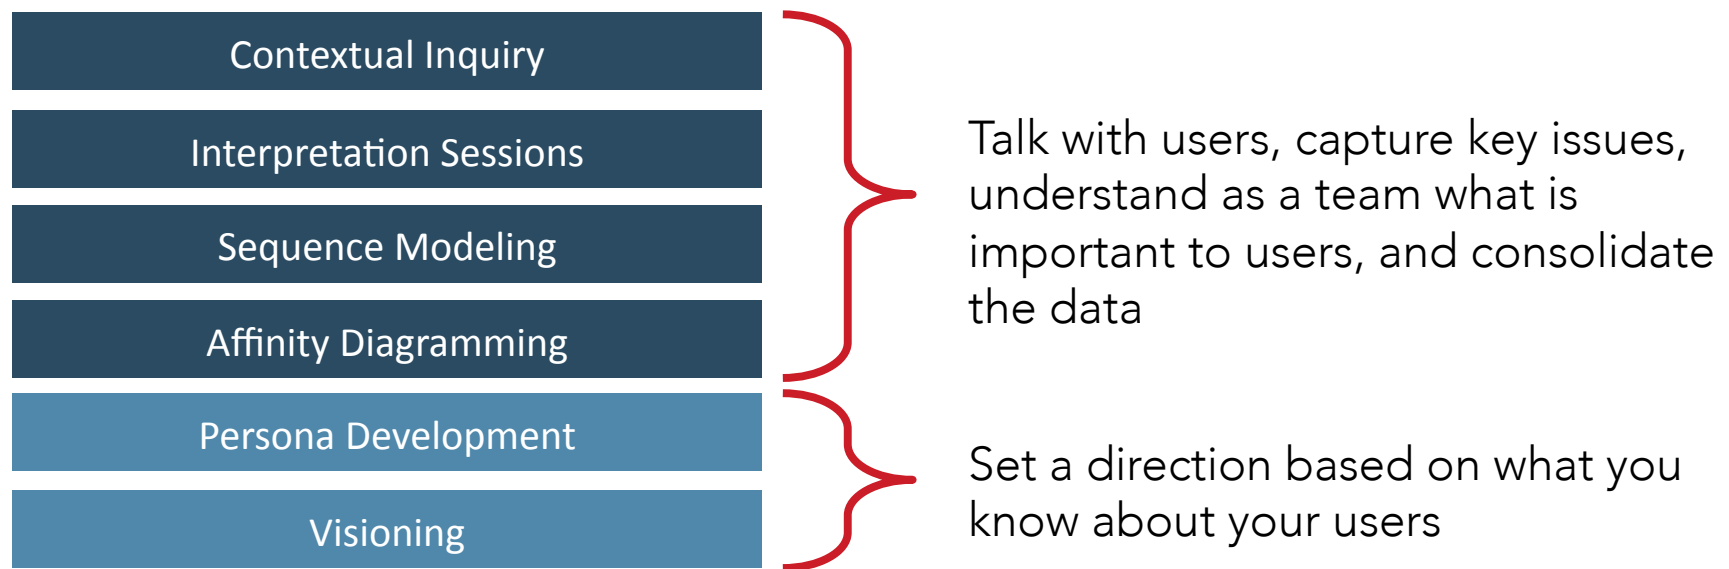 Contextual Inquiry
Interpretation Sessions
Sequence Modeling
Affinity Diagramming
Persona Development
Visioning
Talk with users, capture key issues,
understand as a team what is
important to users, and consolidate
the data
Set a direction based on what you
know about your users